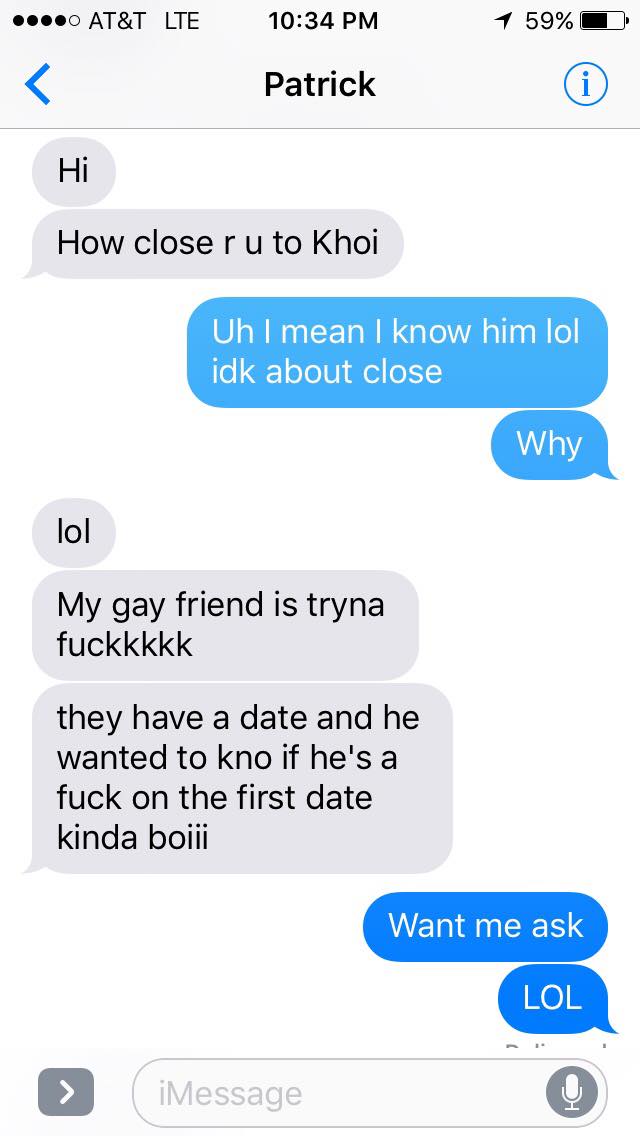 AT&T LTE 10:34 PM 59%
Patrick
Hi
How close r u to Khoi
Uh I mean I know him lol
idk about close
Why
lol
My gay friend is tryna
fuckkkkk
they have a date and he
wanted to kno if he's a
fuck on the first date
kinda boiii
Want me ask
LOL
iMessage